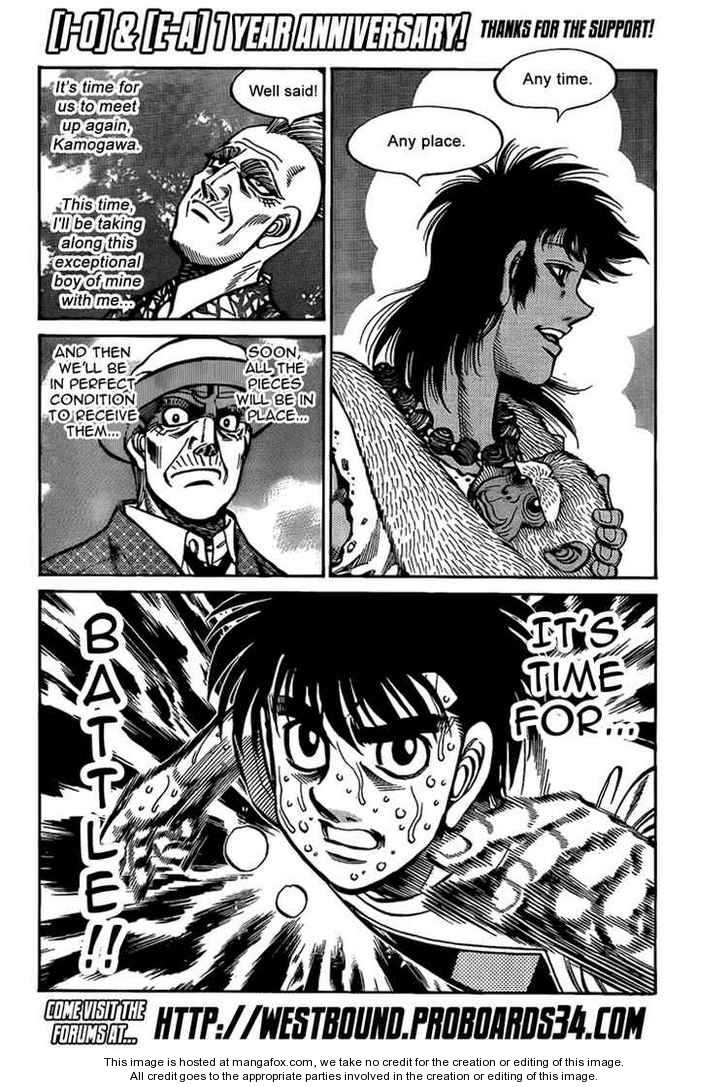 [I-O] & [E-A] 1 YEAR ANNIVERSARY! THANKS FOR THE SUPPORT!
Any time.
Any place.
Well said!
It's time for
us to meet
up again,
Kamogawa.
This time,
I'll be taking
along this
exceptional
boy of mine
with me...
SOON,
ALL THE
PIECES
WILL BE IN
PLACE...
AND THEN
WE'LL BE
IN PERFECT
CONDITION
TO RECEIVE
THEM...
IT'S
TIME
FOR...
BATTLE!!
COME VISIT THE
FORUMS AT...
HTTP://WESTBOUND.PROBOARDS34.COM
This image is hosted at mangafox.com, we take no credit for the creation or editing of this image.
All credit goes to the appropriate parties involved in the creation or editing of this image.